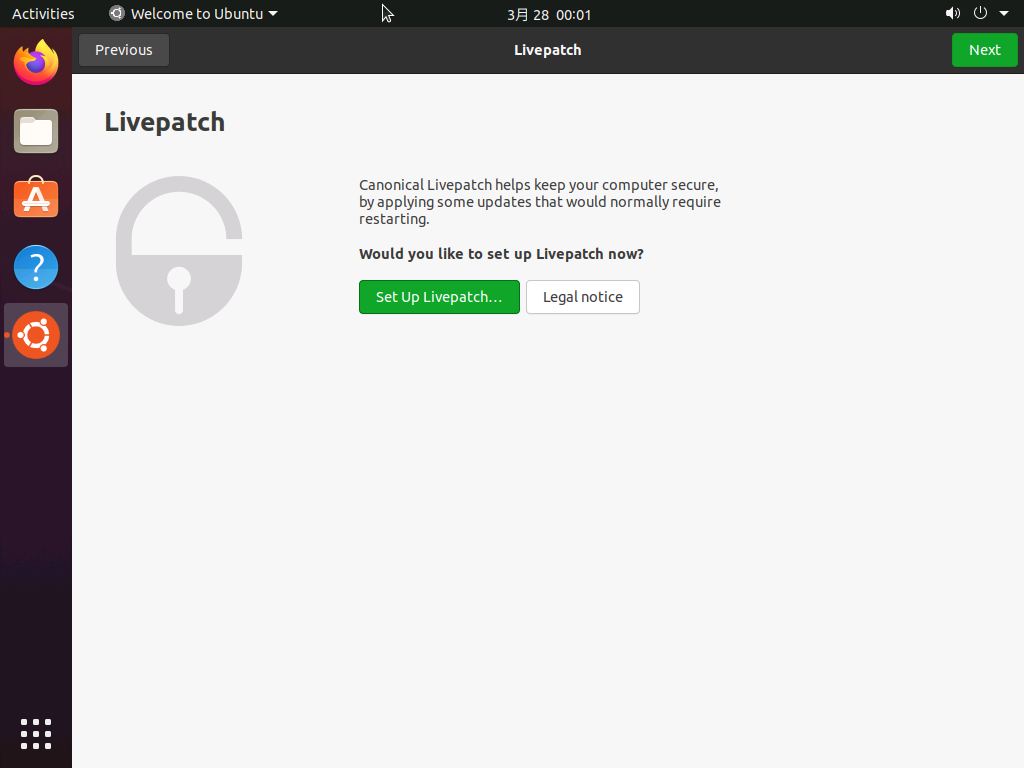 Activities
Welcome to Ubuntu
3月 28 00:01
Previous
Livepatch
Next
Livepatch
Canonical Livepatch helps keep your computer secure,
by applying some updates that would normally require
restarting.
Would you like to set up Livepatch now?
Set Up Livepatch…
Legal notice